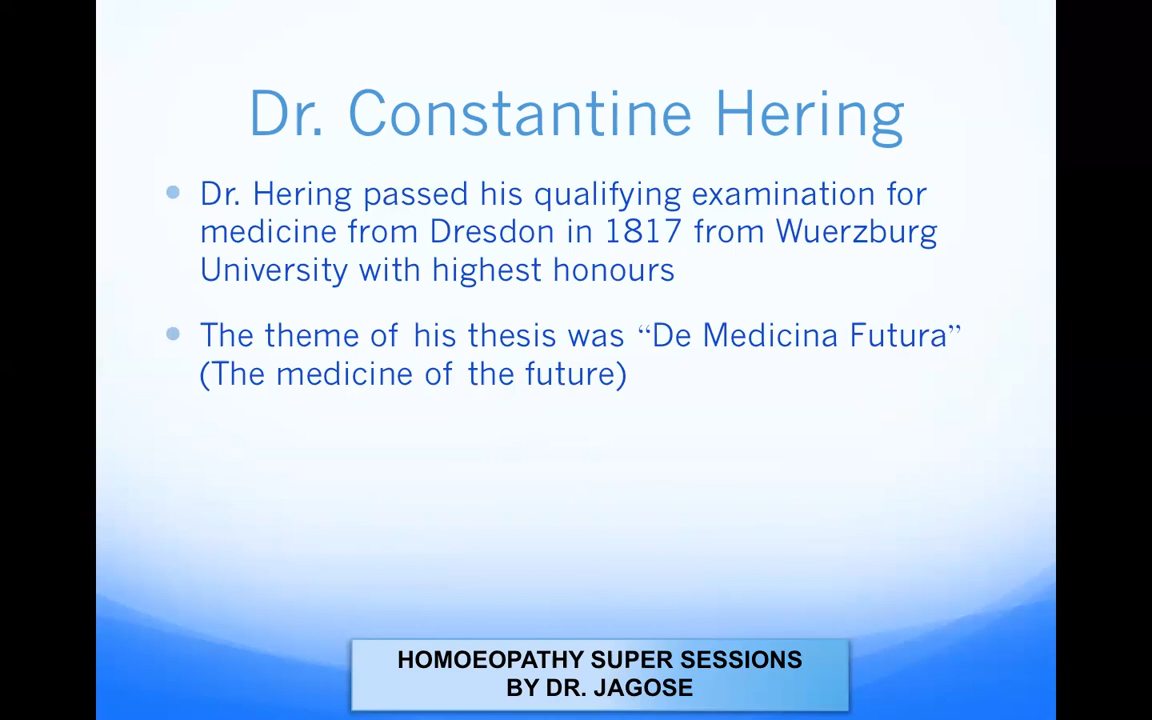 Dr. Constantine Hering
Dr. Hering passed his qualifying examination for
medicine from Dresdon in 1817 from Wuerzburg
University with highest honours
The theme of his thesis was “De Medicina Futura”
(The medicine of the future)
HOMOEOPATHY SUPER SESSIONS
BY DR. JAGOSE